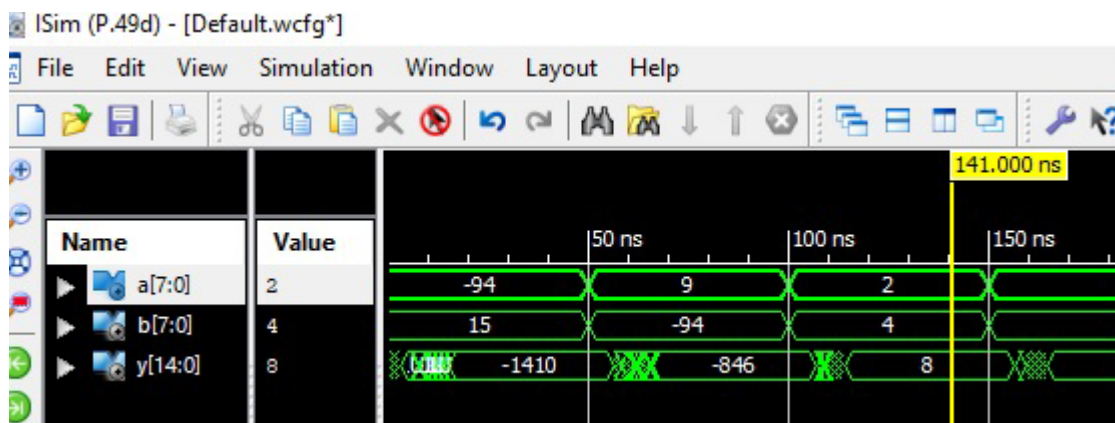 ISim (P.49d) - [Default.wcfg*]
File Edit View Simulation Window Layout Help
141.000 ns
Name Value 50 ns 100 ns 150 ns
a[7:0] 2 -94 9 2
b[7:0] 4 15 -94 4
y[14:0] 8 -1410 -846 8